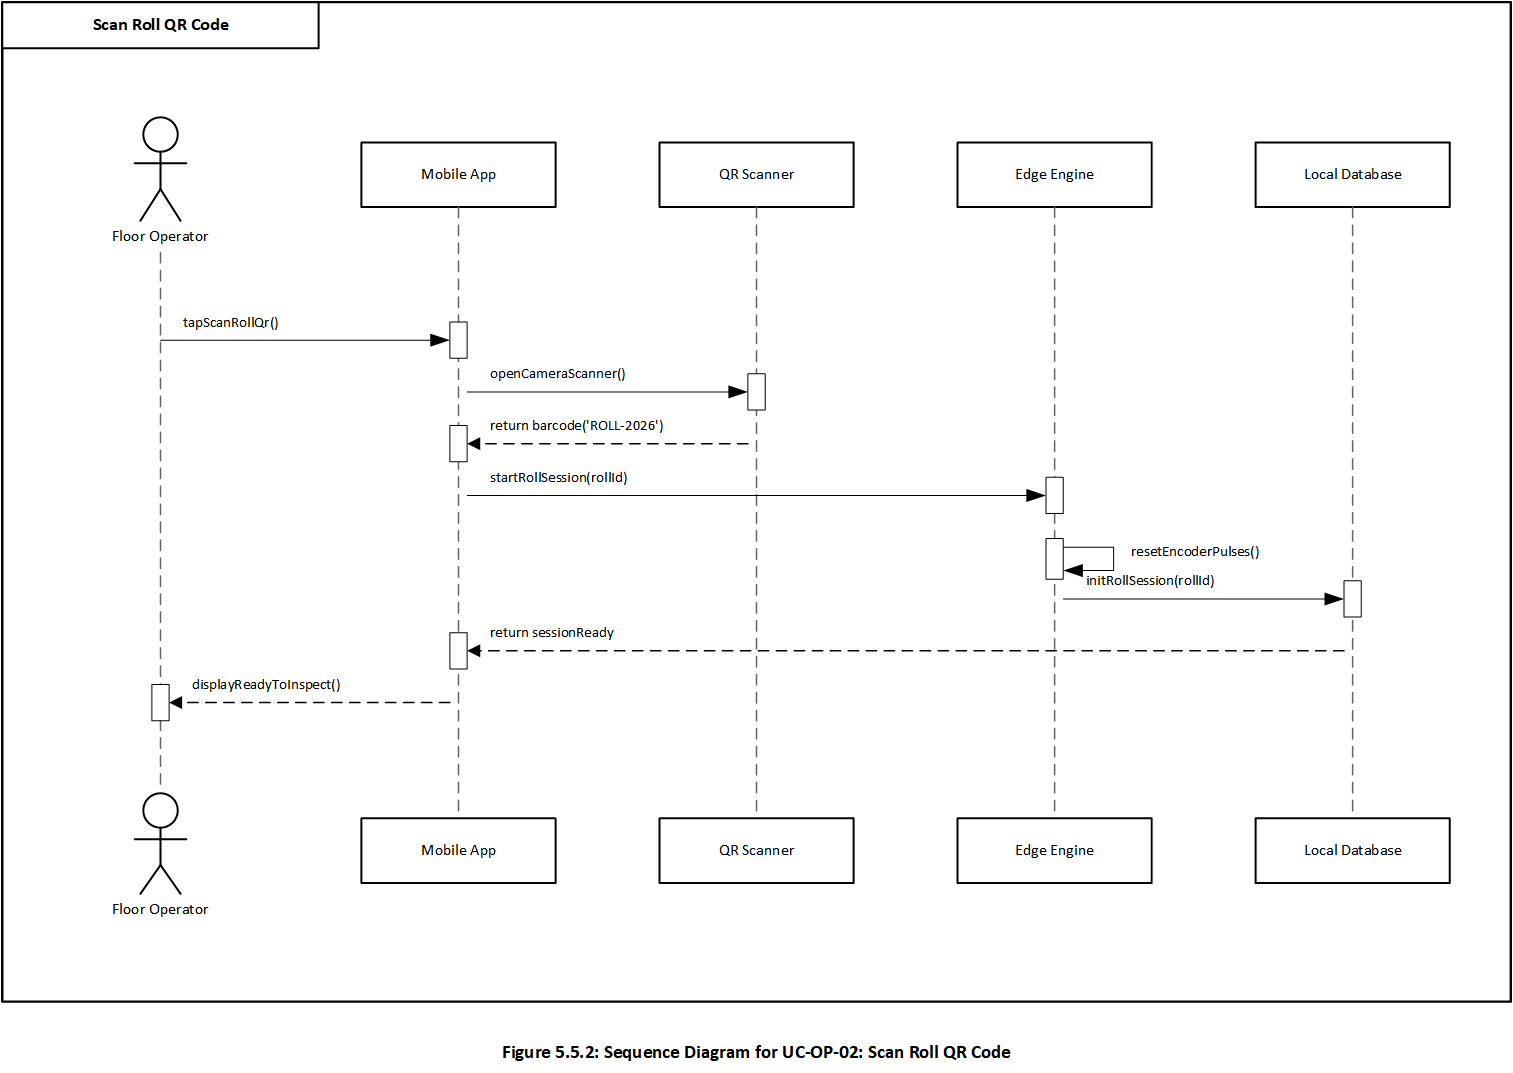 Scan Roll QR Code
Floor Operator
Mobile App
QR Scanner
Edge Engine
Local Database
tapScanRollQr()
openCameraScanner()
return barcode('ROLL-2026')
startRollSession(rollId)
resetEncoderPulses()
initRollSession(rollId)
return sessionReady
displayReadyToInspect()
Floor Operator
Mobile App
QR Scanner
Edge Engine
Local Database
Figure 5.5.2: Sequence Diagram for UC-OP-02: Scan Roll QR Code